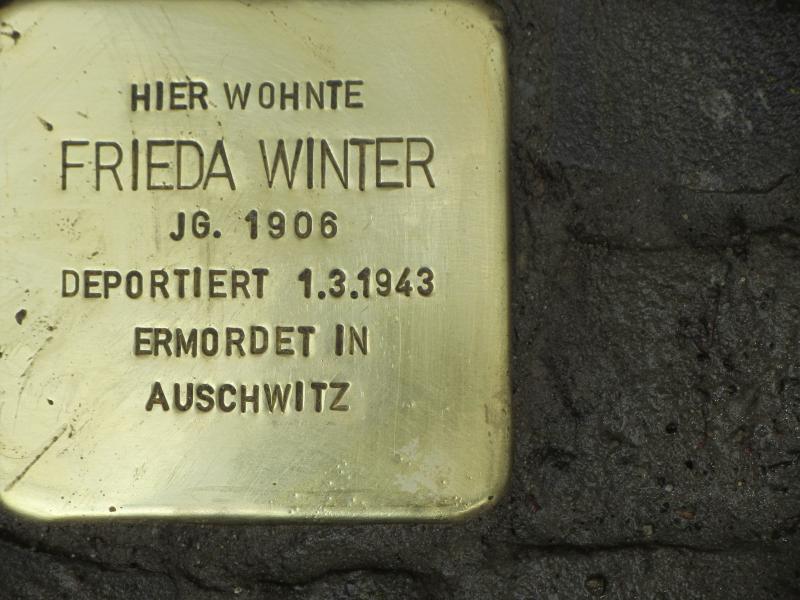 HIER WOHNTE
FRIEDA WINTER
JG. 1906
DEPORTIERT 1.3.1943
ERMORDET IN
AUSCHWITZ